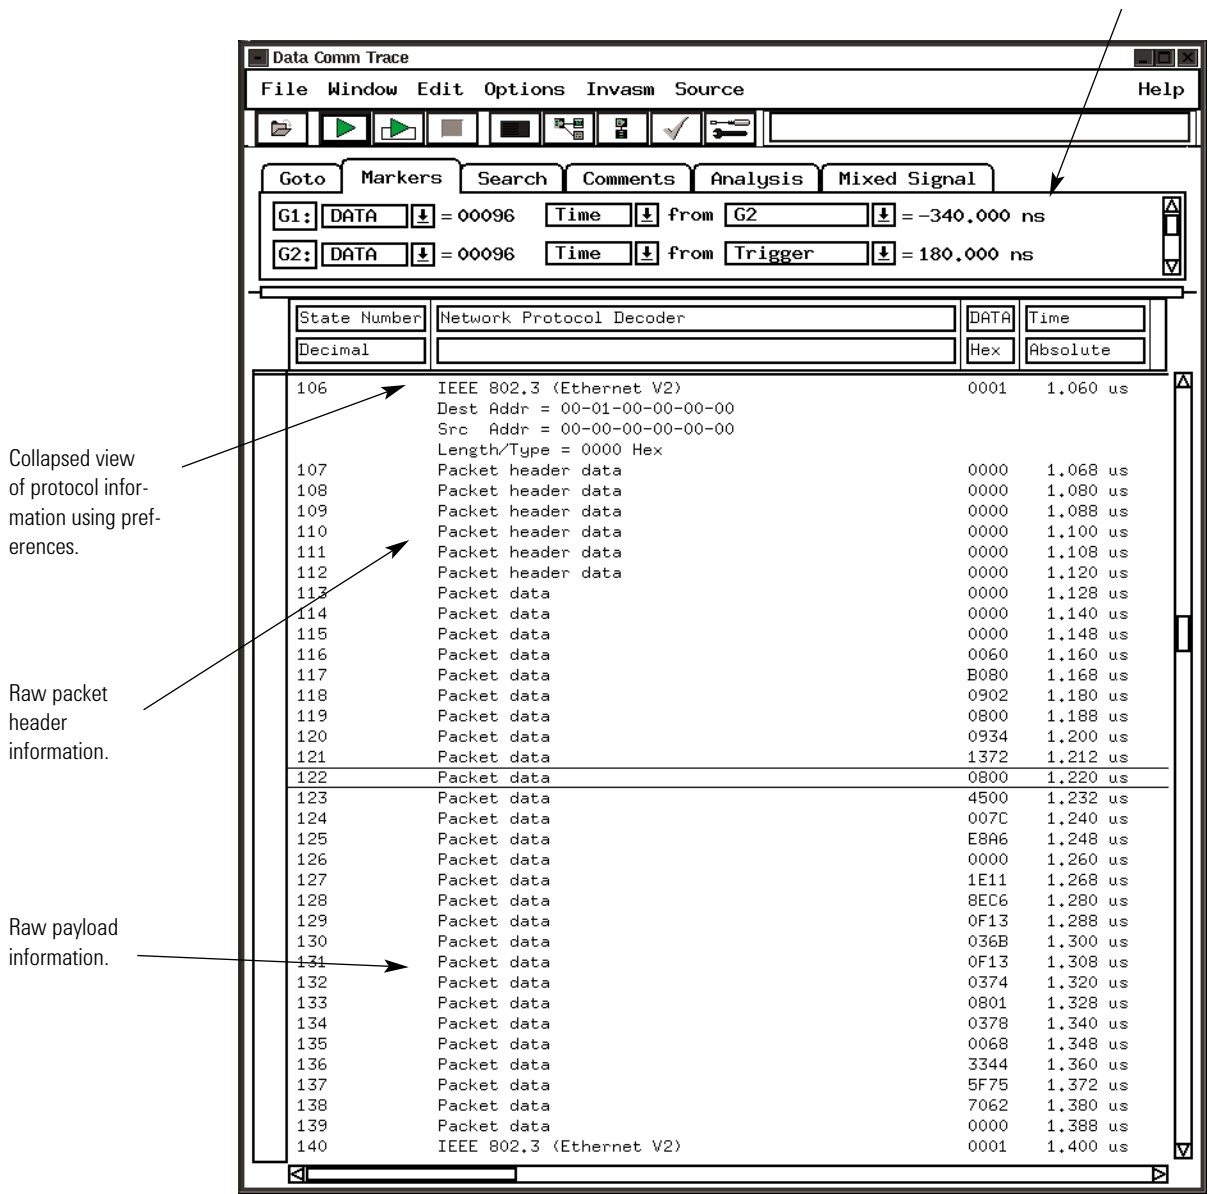 Data Comm Trace
File Window Edit Options Invasm Source Help
Goto Markers Search Comments Analysis Mixed Signal
G1: DATA = 00096 Time from G2 = -340.000 ns
G2: DATA = 00096 Time from Trigger = 180.000 ns
State Number Network Protocol Decoder DATA Time
Decimal Hex Absolute
106 IEEE 802.3 (Ethernet V2) 0001 1.060 us
Dest Addr = 00-01-00-00-00-00
Src Addr = 00-00-00-00-00-00
Length/Type = 0000 Hex
107 Packet header data 0000 1.068 us
108 Packet header data 0000 1.080 us
109 Packet header data 0000 1.088 us
110 Packet header data 0000 1.100 us
111 Packet header data 0000 1.108 us
112 Packet header data 0000 1.120 us
113 Packet data 0000 1.128 us
114 Packet data 0000 1.140 us
115 Packet data 0000 1.148 us
116 Packet data 0060 1.160 us
117 Packet data B080 1.168 us
118 Packet data 0902 1.180 us
119 Packet data 0800 1.188 us
120 Packet data 0934 1.200 us
121 Packet data 1372 1.212 us
122 Packet data 0800 1.220 us
123 Packet data 4500 1.232 us
124 Packet data 007C 1.240 us
125 Packet data E8A6 1.248 us
126 Packet data 0000 1.260 us
127 Packet data 1E11 1.268 us
128 Packet data 8EC6 1.280 us
129 Packet data 0F13 1.288 us
130 Packet data 036B 1.300 us
131 Packet data 0F13 1.308 us
132 Packet data 0374 1.320 us
133 Packet data 0801 1.328 us
134 Packet data 0378 1.340 us
135 Packet data 0068 1.348 us
136 Packet data 3344 1.360 us
137 Packet data 5F75 1.372 us
138 Packet data 7062 1.380 us
139 Packet data 0000 1.388 us
140 IEEE 802.3 (Ethernet V2) 0001 1.400 us
Collapsed view
of protocol infor-
mation using pref-
erences.
Raw packet
header
information.
Raw payload
information.